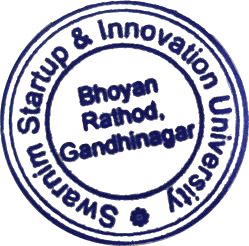 Swarnim Startup & Innovation University
Bhoyan
Rathod,
Gandhinagar